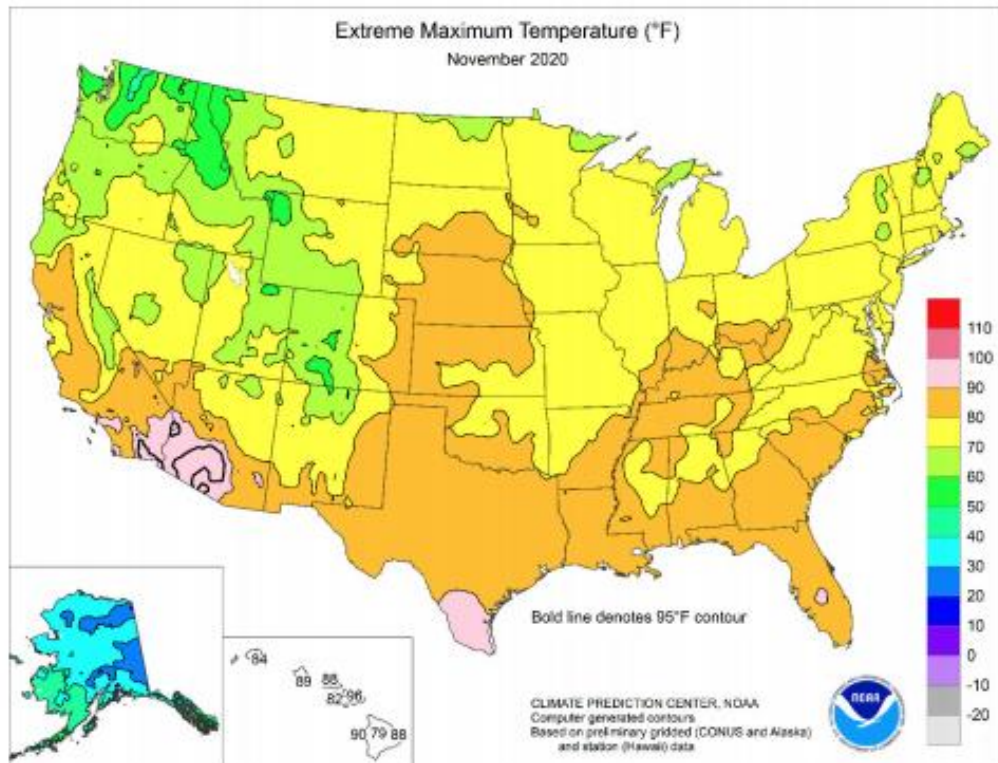 Extreme Maximum Temperature (°F)
November 2020
110
100
90
80
70
60
50
40
30
20
10
0
-10
-20
Bold line denotes 95°F contour
84
89
88
82 96
90 79 88
CLIMATE PREDICTION CENTER, NOAA
Computer generated contours
Based on preliminary gridded (CONUS and Alaska)
and station (Hawaii) data
NOAA